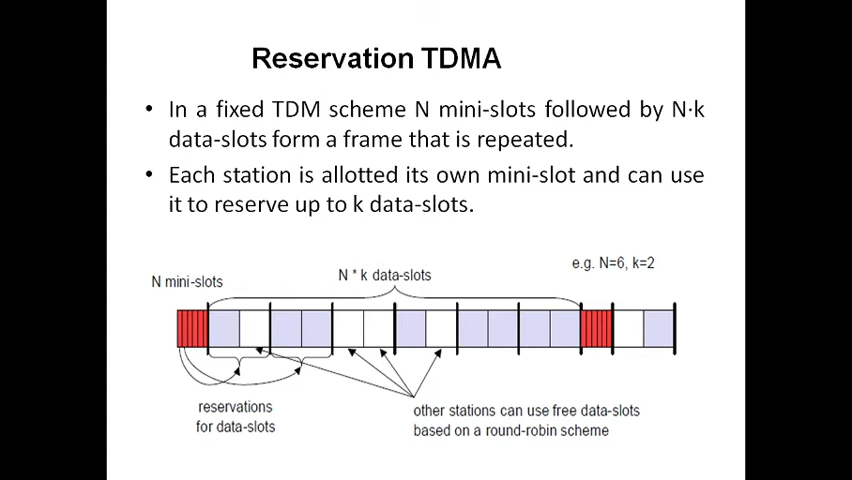 Reservation TDMA
• In a fixed TDM scheme N mini-slots followed by N·k
data-slots form a frame that is repeated.
• Each station is allotted its own mini-slot and can use
it to reserve up to k data-slots.
e.g. N=6, k=2
N mini-slots
N * k data-slots
reservations
for data-slots
other stations can use free data-slots
based on a round-robin scheme